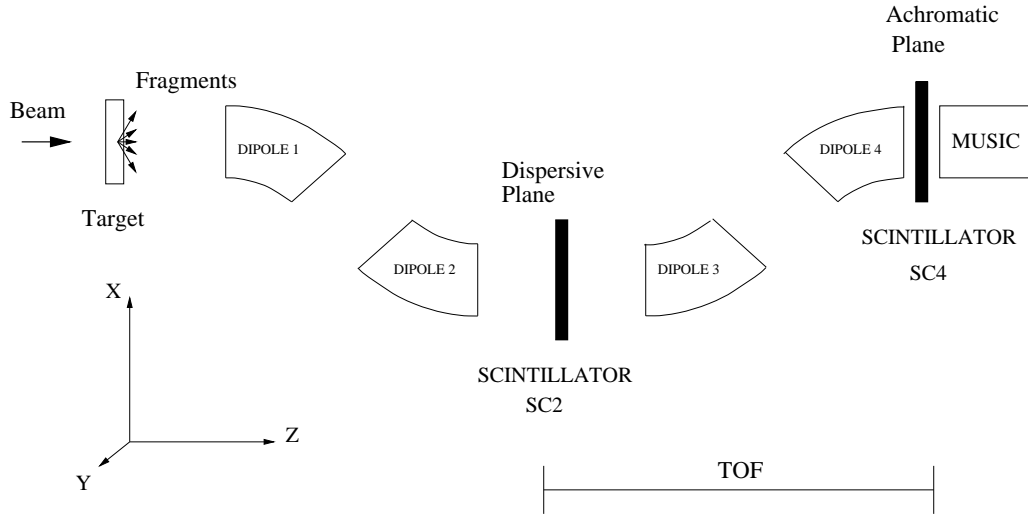 Achromatic
Plane
Fragments
Beam
DIPOLE 1
DIPOLE 4
MUSIC
Dispersive
Plane
Target
SCINTILLATOR
SC4
DIPOLE 2
DIPOLE 3
X
SCINTILLATOR
SC2
Z
Y
TOF